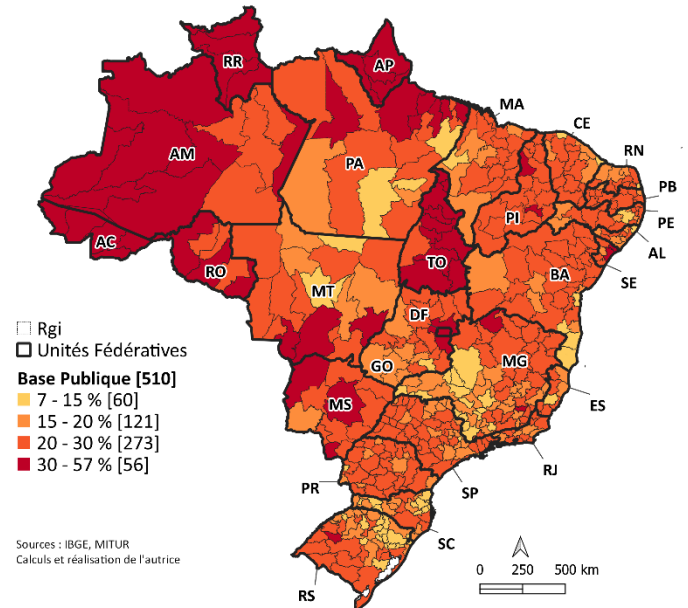 RR
AP
MA
CE
RN
AM
PA
PB
PI
PE
AL
AC
RO
TO
SE
BA
MT
DF
Rgi
Unités Fédératives
Base Publique [510]
7 - 15 % [60]
15 - 20 % [121]
20 - 30 % [273]
30 - 57 % [56]
GO
MG
ES
MS
RJ
PR
SP
SC
Sources : IBGE, MITUR
Calculs et réalisation de l'autrice
RS
0 250 500 km